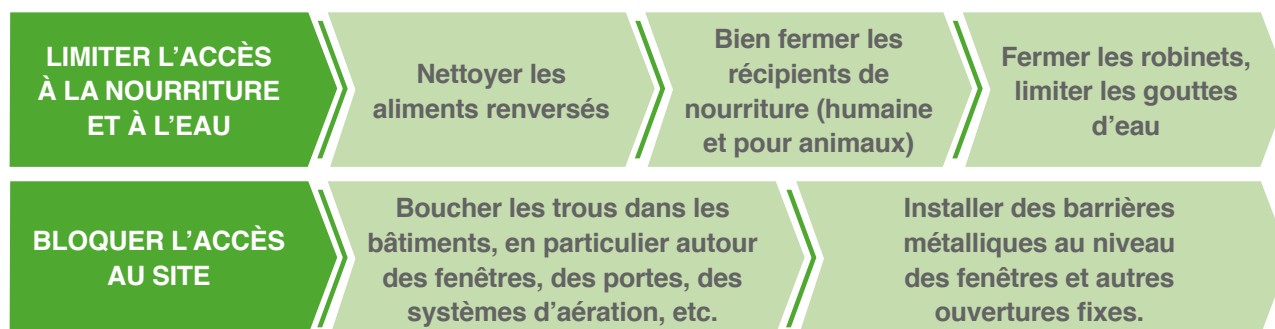 LIMITER L’ACCÈS
À LA NOURRITURE
ET À L’EAU
Nettoyer les
aliments renversés
Bien fermer les
récipients de
nourriture (humaine
et pour animaux)
Fermer les robinets,
limiter les gouttes
d’eau
BLOQUER L’ACCÈS
AU SITE
Boucher les trous dans les
bâtiments, en particulier autour
des fenêtres, des portes, des
systèmes d’aération, etc.
Installer des barrières
métalliques au niveau
des fenêtres et autres
ouvertures fixes.